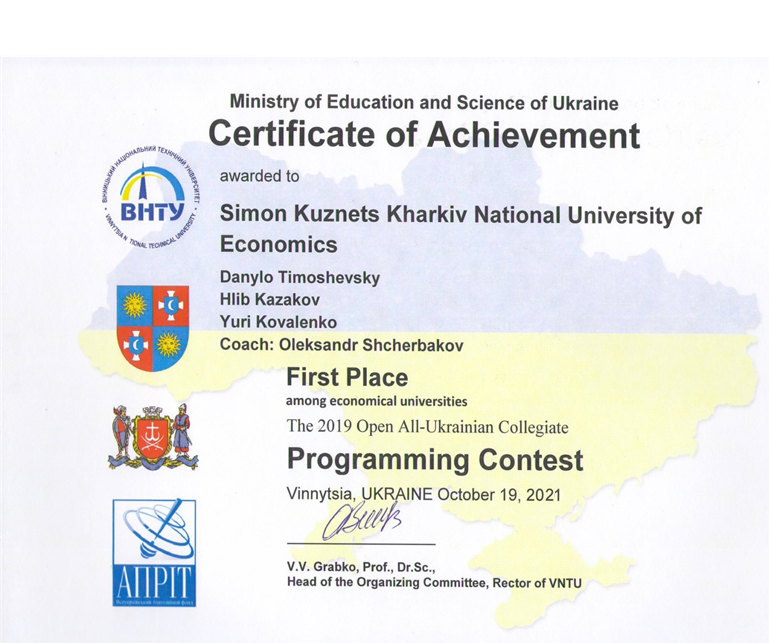 Ministry of Education and Science of Ukraine
Certificate of Achievement
awarded to
ВІННИЦЬКИЙ НАЦІОНАЛЬНИЙ ТЕХНІЧНИЙ УНІВЕРСИТЕТ
ВНТУ
VINNYTSIA N TIONAL TECHNICAL UNIVERSITY
Simon Kuznets Kharkiv National University of
Economics
Danylo Timoshevsky
Hlib Kazakov
Yuri Kovalenko
Coach: Oleksandr Shcherbakov
First Place
among economical universities
The 2019 Open All-Ukrainian Collegiate
Programming Contest
Vinnytsia, UKRAINE October 19, 2021
V.V. Grabko, Prof., Dr.Sc.,
Head of the Organizing Committee, Rector of VNTU
АПРІТ